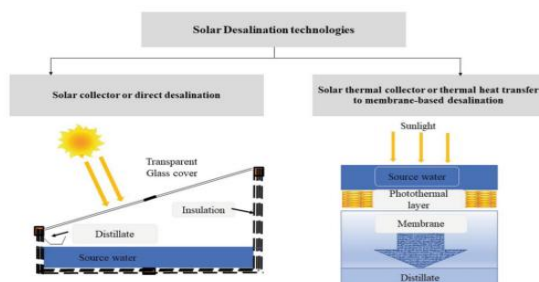 Solar Desalination technologies
Solar collector or direct desalination
Solar thermal collector or thermal heat transfer
to membrane-based desalination
Transparent
Glass cover
Insulation
Distillate
Source water
Sunlight
Source water
Photothermal
layer
Membrane
Distillate